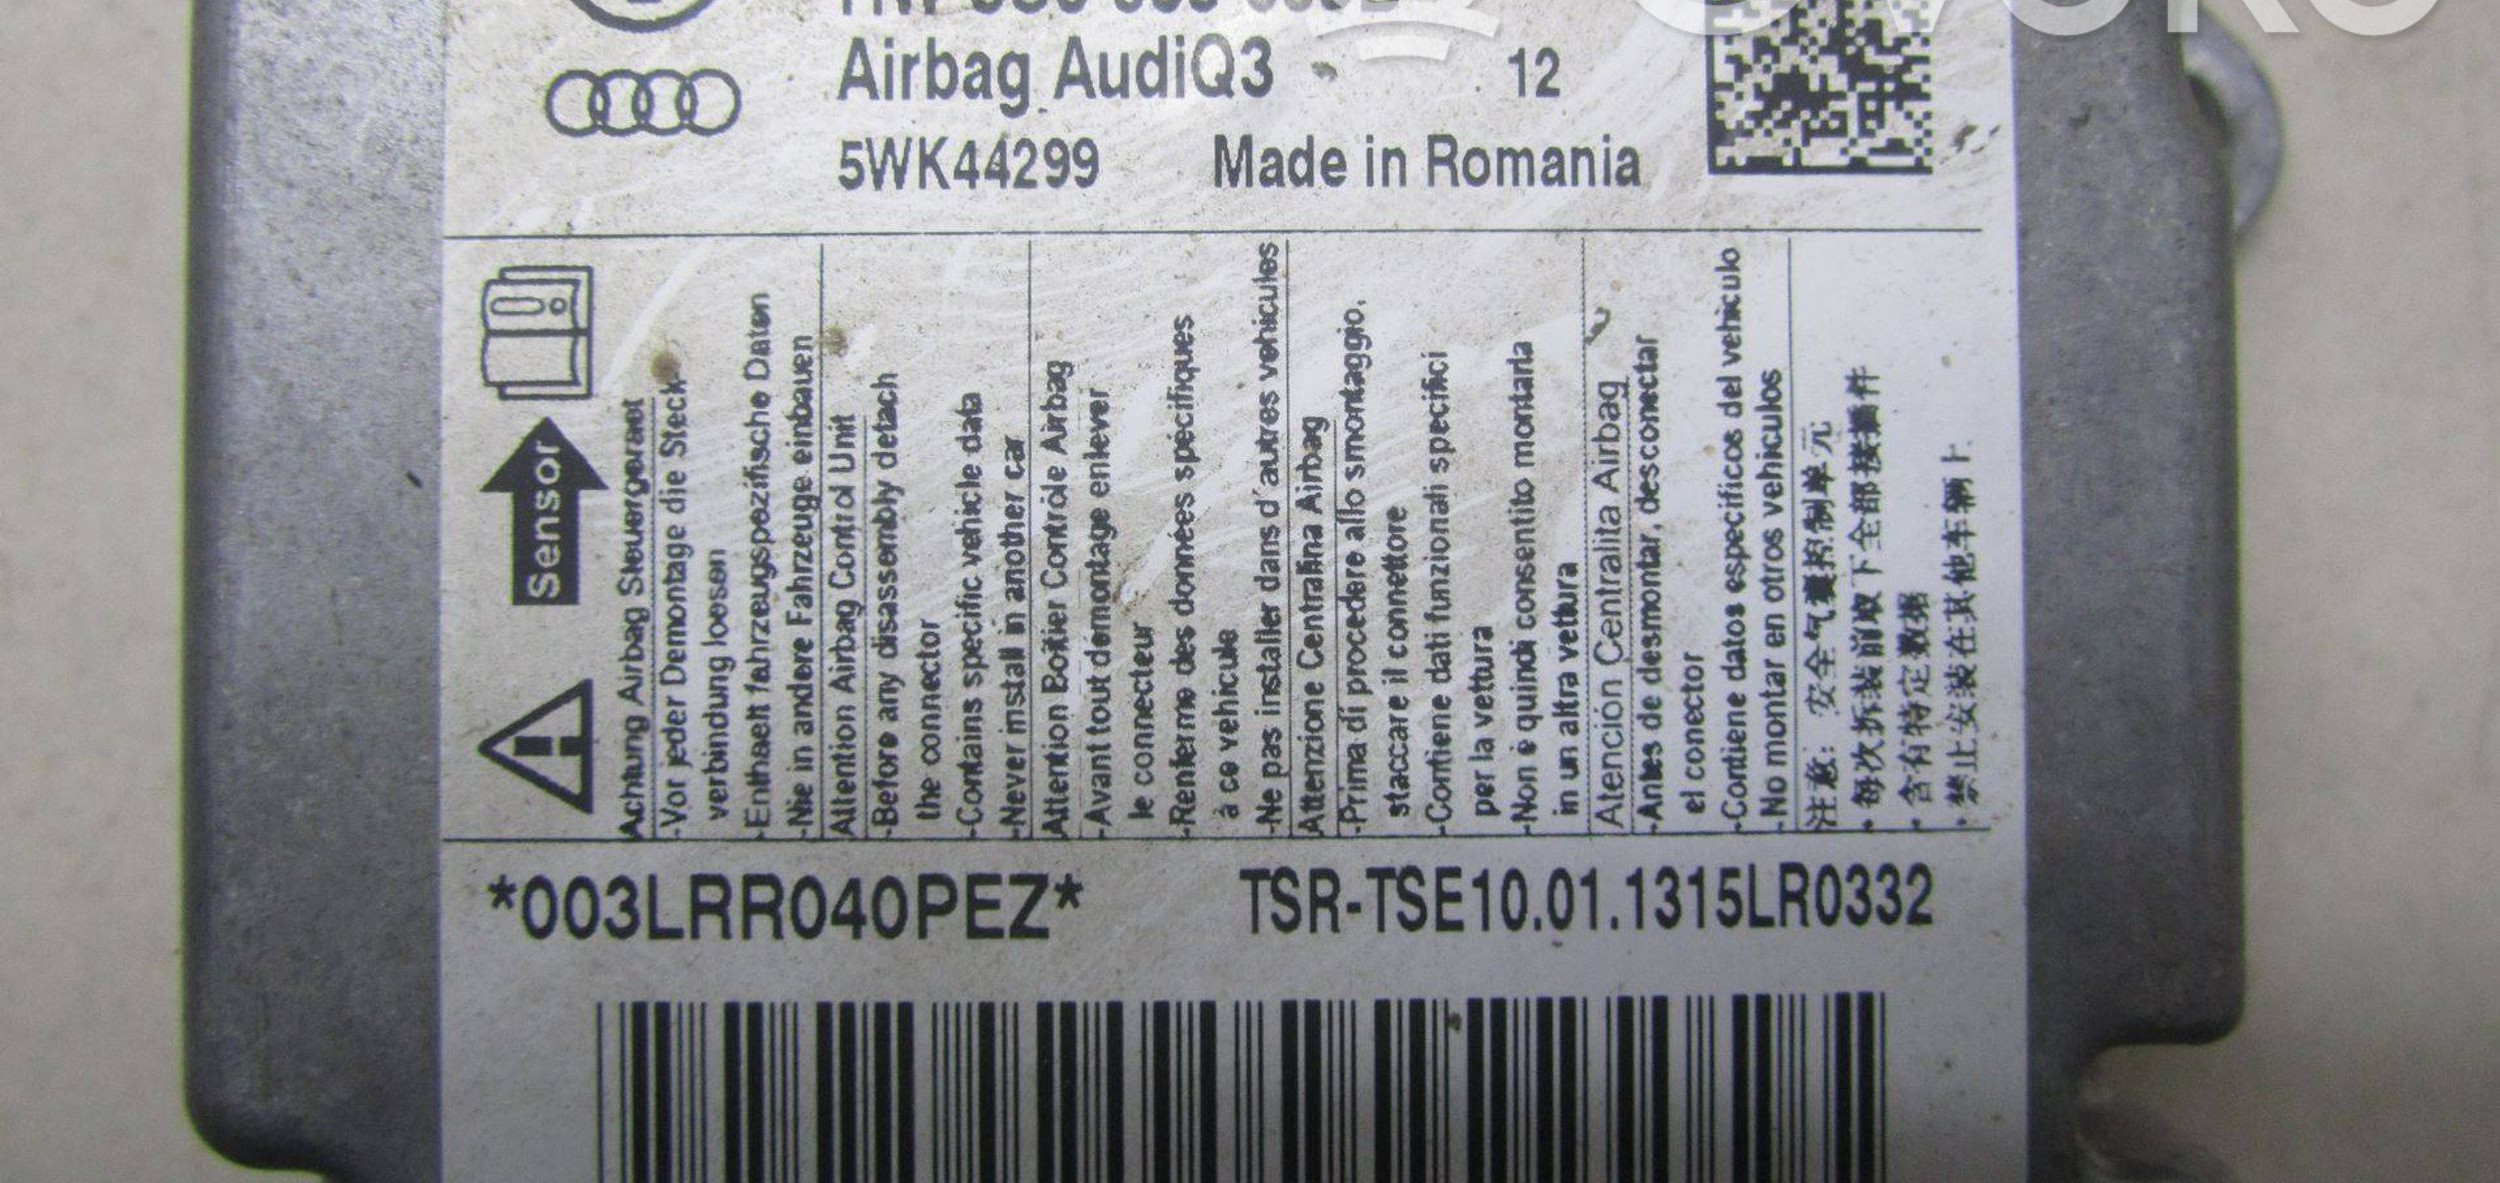 Airbag AudiQ3 12
5WK44299 Made in Romania
Sensor
Achtung Airbag Steuergeraet
-Vor jeder Demontage die Steck-
verbindung loesen
-Enthaelt fahrzeugspezifische Daten
-Nie in andere Fahrzeuge einbauen
Attention Airbag Control Unit
-Before any disassembly detach
the connector
-Contains specific vehicle data
-Never install in another car
Attention Boîtier Contrôle Airbag
-Avant tout démontage enlever
le connecteur
-Renferme des données spécifiques
à ce véhicule
-Ne pas installer dans d'autres véhicules
Attenzione Centralina Airbag
-Prima di procedere allo smontaggio,
staccare il connettore
-Contiene dati funzionali specifici
per la vettura
-Non è quindi consentito montarla
in un altra vettura
Atención Centralita Airbag
-Antes de desmontar, desconectar
el conector
-Contiene datos especificos del vehiculo
-No montar en otros vehiculos
注意: 安全气囊控制单元
• 每次拆装前取下全部接插件
• 含有特定数据
• 禁止安装在其他车辆上
*003LRR040PEZ* TSR-TSE10.01.1315LR0332